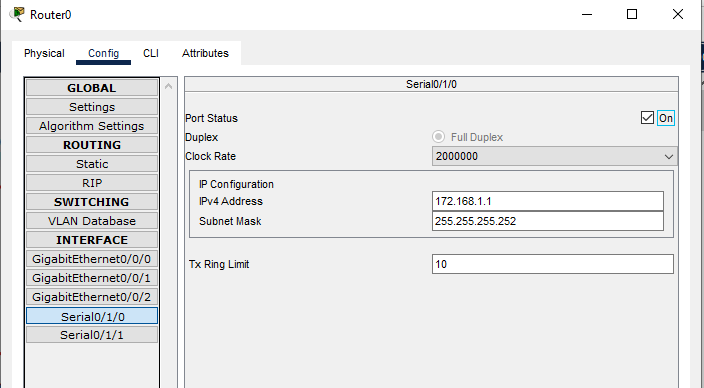 Router0
Physical Config CLI Attributes
GLOBAL
Settings
Algorithm Settings
ROUTING
Static
RIP
SWITCHING
VLAN Database
INTERFACE
GigabitEthernet0/0/0
GigabitEthernet0/0/1
GigabitEthernet0/0/2
Serial0/1/0
Serial0/1/1
Serial0/1/0
Port Status On
Duplex Full Duplex
Clock Rate 2000000
IP Configuration
IPv4 Address 172.168.1.1
Subnet Mask 255.255.255.252
Tx Ring Limit 10